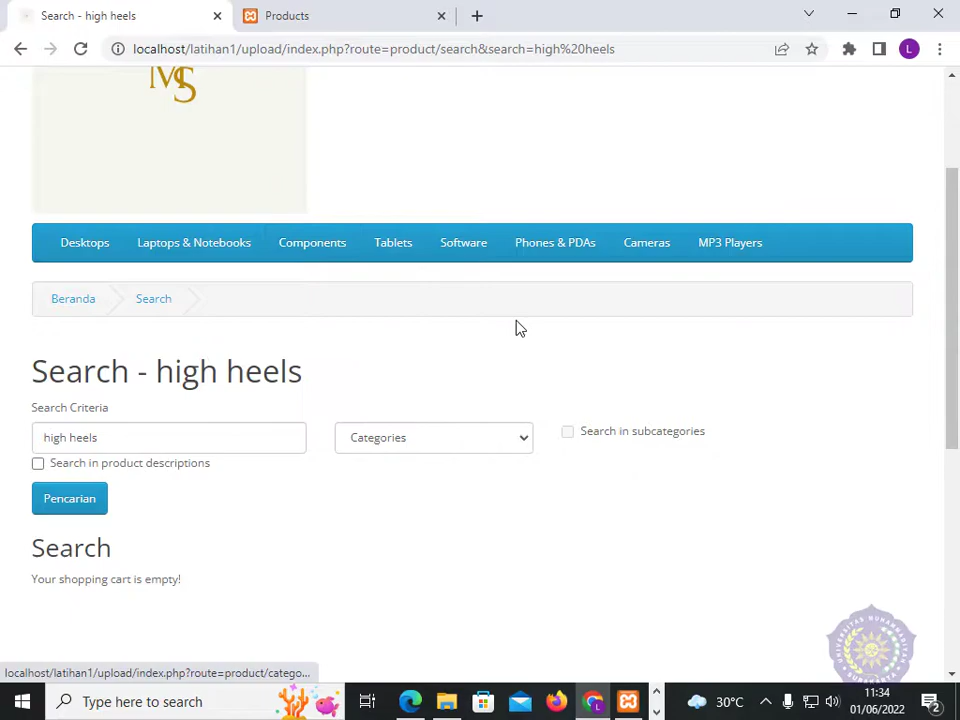 Search - high heels
Products
localhost/latihan1/upload/index.php?route=product/search&search=high%20heels
L
MS
Desktops
Laptops & Notebooks
Components
Tablets
Software
Phones & PDAs
Cameras
MP3 Players
Beranda
Search
Search - high heels
Search Criteria
high heels
Categories
Search in subcategories
Search in product descriptions
Pencarian
Search
Your shopping cart is empty!
localhost/latihan1/upload/index.php?route=product/catego...
Type here to search
L
30°C
11:34
01/06/2022
2